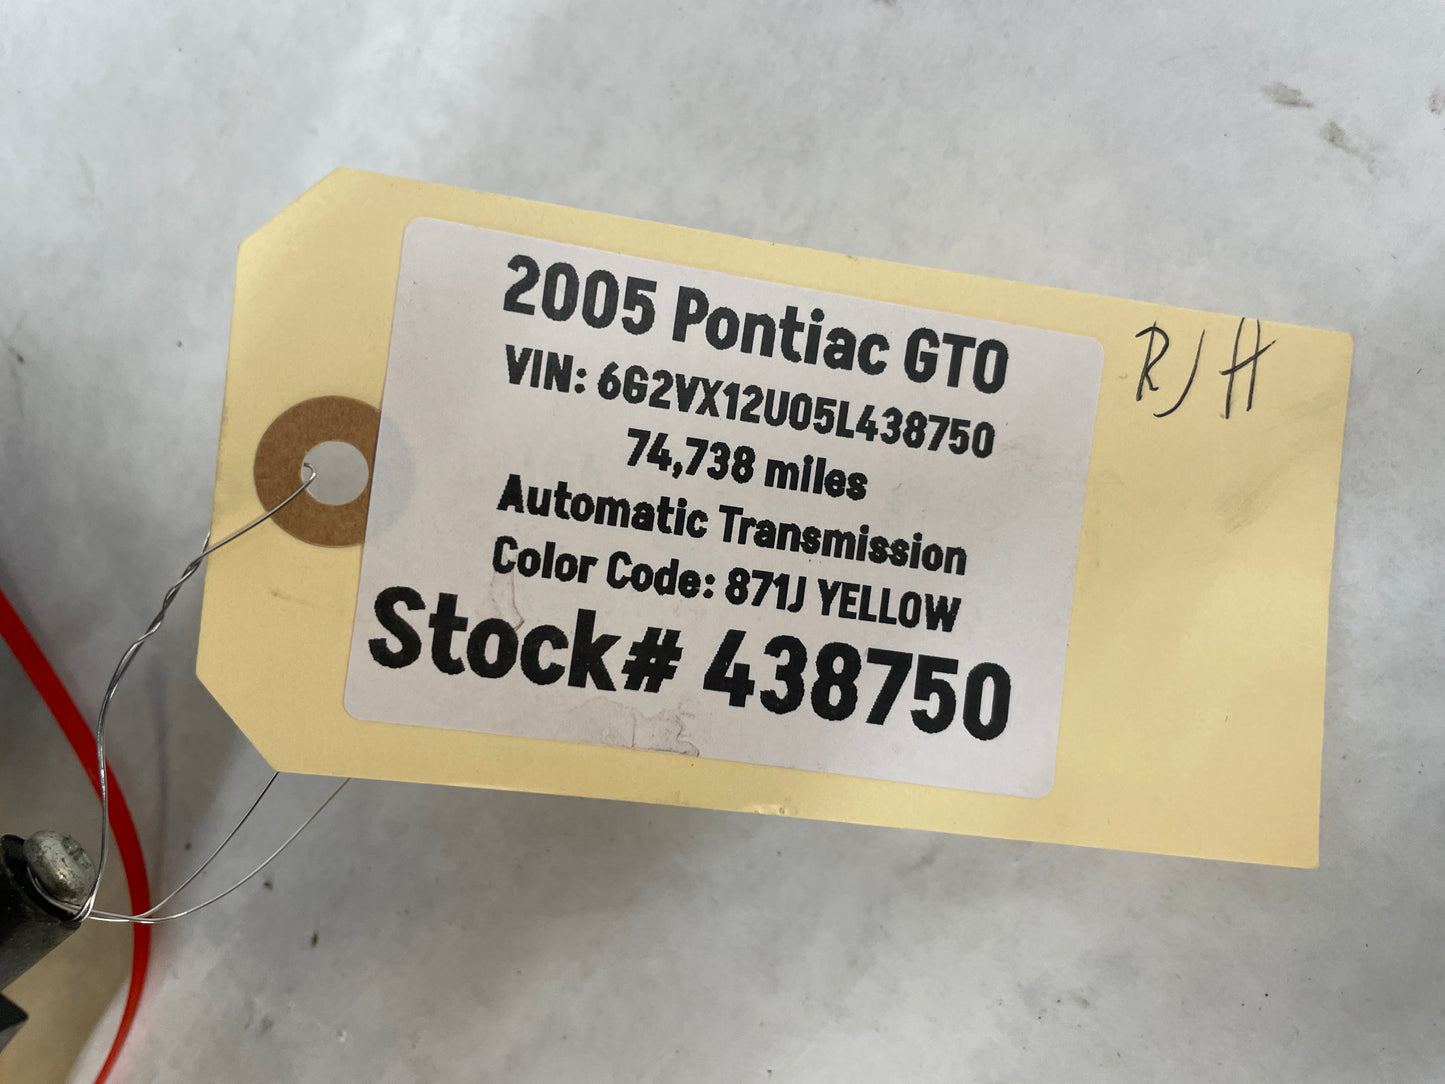 2005 Pontiac GTO
VIN: 6G2VX12U05L438750
74,738 miles
Automatic Transmission
Color Code: 871J YELLOW
Stock# 438750
R/H